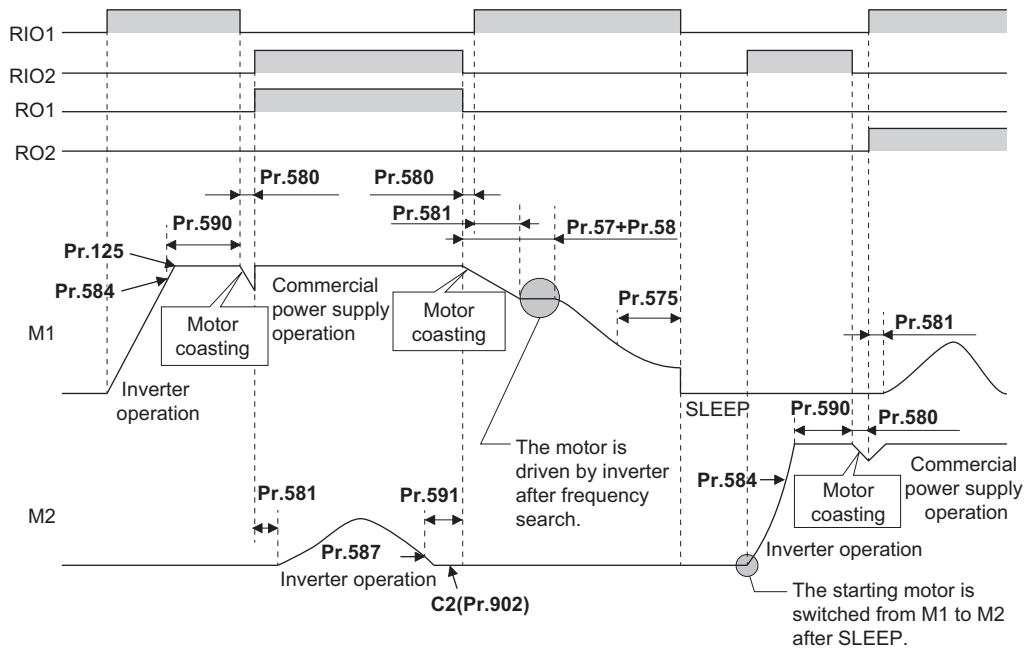 RIO1
RIO2
RO1
RO2
Pr.580
Pr.580
Pr.590
Pr.581
Pr.57+Pr.58
Pr.125
Pr.584
Motor
coasting
Commercial
power supply
operation
Motor
coasting
Pr.575
Pr.581
M1
Inverter
operation
SLEEP
Pr.590
Pr.580
The motor is
driven by inverter
after frequency
search.
Pr.584
Motor
coasting
Commercial
power supply
operation
Pr.581
Pr.591
M2
Pr.587
Inverter operation
Inverter operation
C2(Pr.902)
The starting motor is
switched from M1 to M2
after SLEEP.